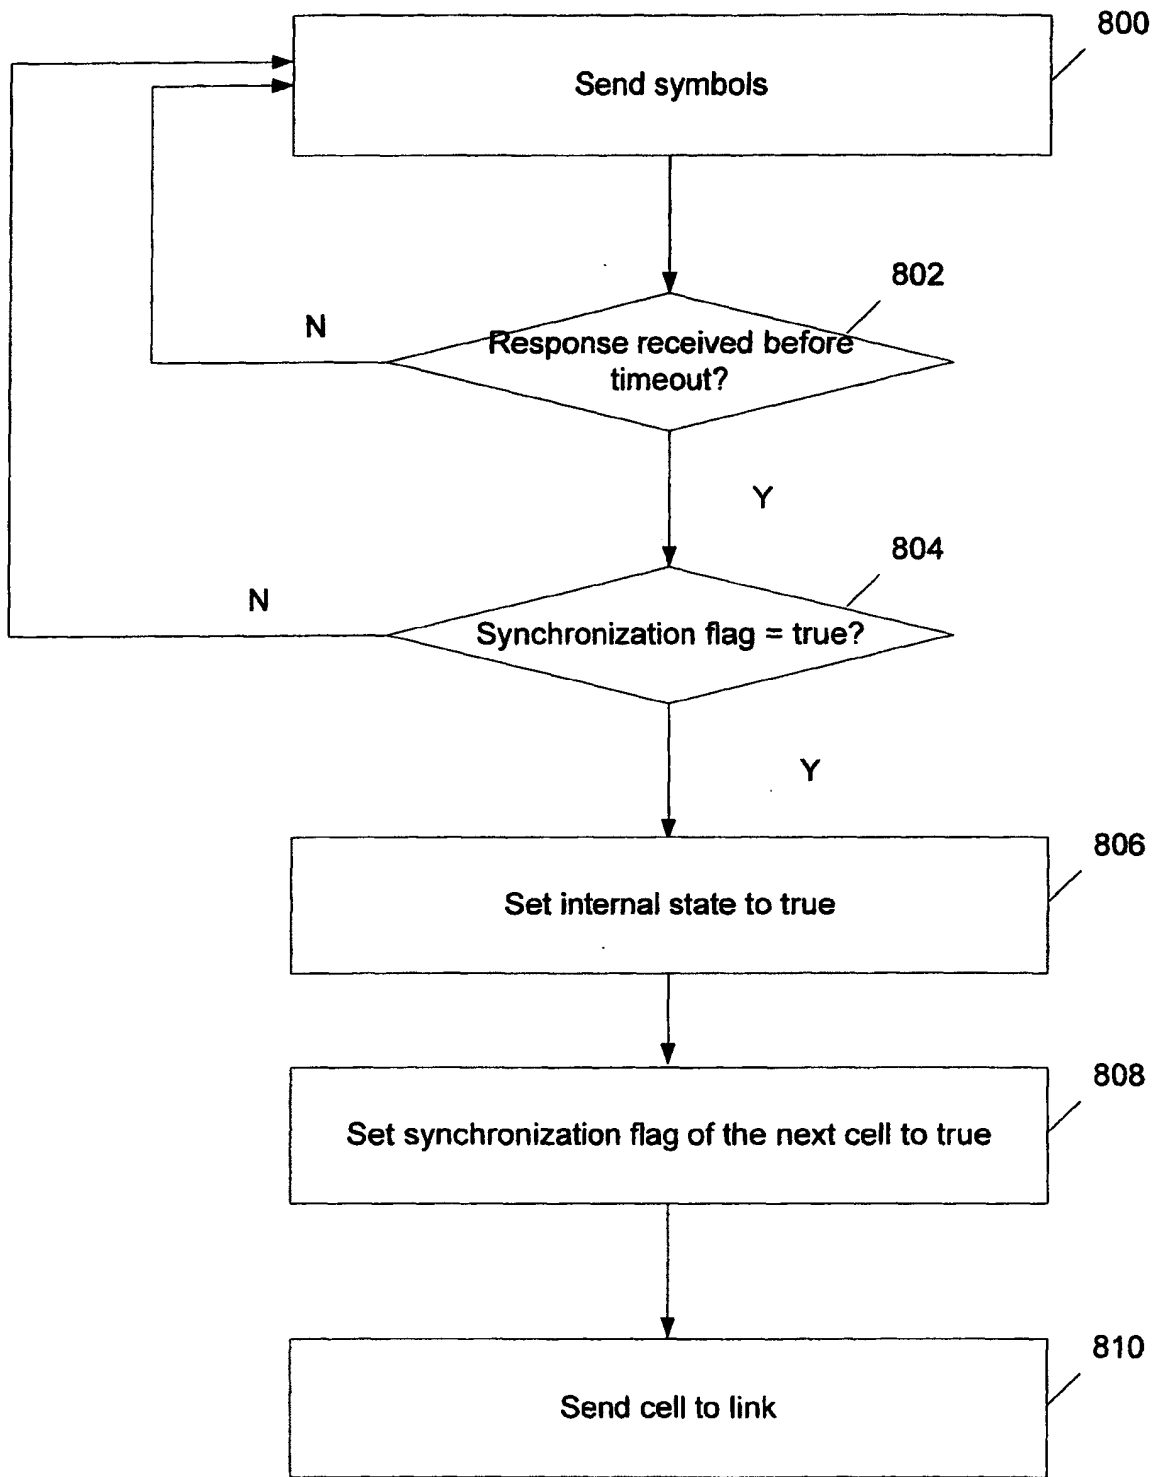 800
Send symbols
802
N
Response received before
timeout?
Y
804
N
Synchronization flag = true?
Y
806
Set internal state to true
808
Set synchronization flag of the next cell to true
810
Send cell to link